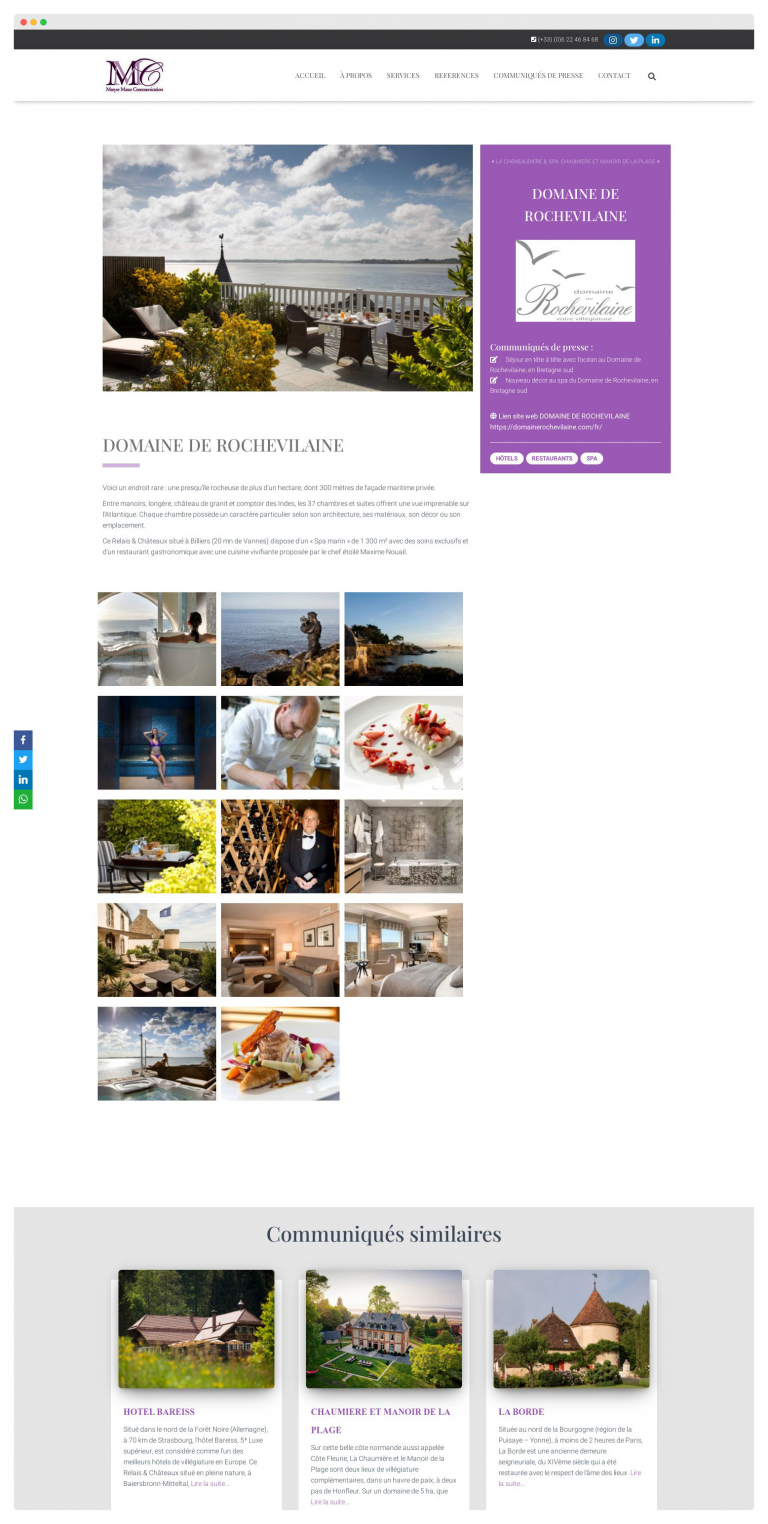 (+33) (0)6 22 46 84 68
MC
Maryse Masse Communication
ACCUEIL À PROPOS SERVICES REFERENCES COMMUNIQUÉS DE PRESSE CONTACT
« LA CHENEAUDIÈRE & SPA CHAUMIERE ET MANOIR DE LA PLAGE »
DOMAINE DE
ROCHEVILAINE
domaine
de
Rochevilaine
votre villégiature
Communiqués de presse :
Séjour en tête à tête avec l'océan au Domaine de
Rochevilaine, en Bretagne sud
Nouveau décor au spa du Domaine de Rochevilaine, en
Bretagne sud
Lien site web DOMAINE DE ROCHEVILAINE
https://domainerochevilaine.com/fr/
HÔTELS RESTAURANTS SPA
DOMAINE DE ROCHEVILAINE
Voici un endroit rare : une presqu'île rocheuse de plus d'un hectare, dont 300 mètres de façade maritime privée.
Entre manoirs, longère, château de granit et comptoir des Indes, les 37 chambres et suites offrent une vue imprenable sur
l'Atlantique. Chaque chambre possède un caractère particulier selon son architecture, ses matériaux, son décor ou son
emplacement.
Ce Relais & Châteaux situé à Billiers (20 mn de Vannes) dispose d'un « Spa marin » de 1 300 m² avec des soins exclusifs et
d'un restaurant gastronomique avec une cuisine vivifiante proposée par le chef étoilé Maxime Nouail.
Communiqués similaires
HOTEL BAREISS
Situé dans le nord de la Forêt Noire (Allemagne),
à 70 km de Strasbourg, l'hôtel Bareiss, 5* Luxe
supérieur, est considéré comme l'un des
meilleurs hôtels de villégiature en Europe. Ce
Relais & Châteaux situé en pleine nature, à
Baiersbronn-Mitteltal, Lire la suite…
CHAUMIERE ET MANOIR DE LA
PLAGE
Sur cette belle côte normande aussi appelée
Côte Fleurie, La Chaumière et le Manoir de la
Plage sont deux lieux de villégiature
complémentaires, dans un havre de paix, à deux
pas de Honfleur. Sur un domaine de 5 ha, que
Lire la suite…
LA BORDE
Située au nord de la Bourgogne (région de la
Puisaye – Yonne), à moins de 2 heures de Paris,
La Borde est une ancienne demeure
seigneuriale, du XIVème siècle qui a été
restaurée avec le respect de l'âme des lieux. Lire
la suite…